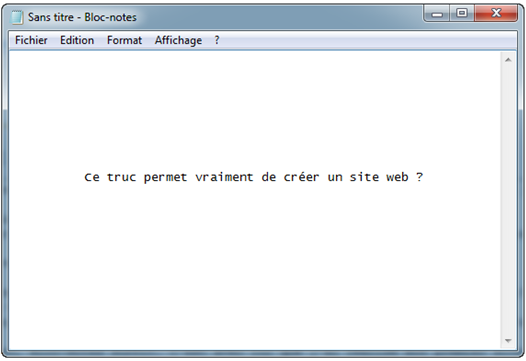 Sans titre - Bloc-notes
Fichier Edition Format Affichage ?
Ce truc permet vraiment de créer un site web ?